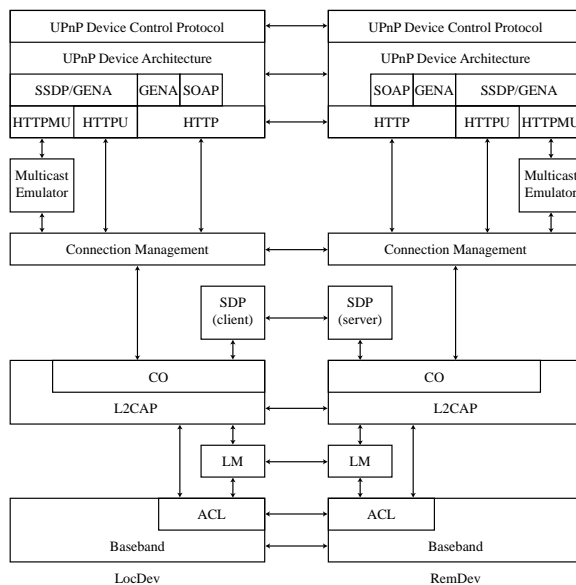 UPnP Device Control Protocol
UPnP Device Control Protocol
UPnP Device Architecture
UPnP Device Architecture
SSDP/GENA
GENA
SOAP
SOAP
GENA
SSDP/GENA
HTTPMU
HTTPU
HTTP
HTTP
HTTPU
HTTPMU
Multicast
Emulator
Multicast
Emulator
Connection Management
Connection Management
SDP
(client)
SDP
(server)
CO
CO
L2CAP
L2CAP
LM
LM
ACL
ACL
Baseband
Baseband
LocDev
RemDev